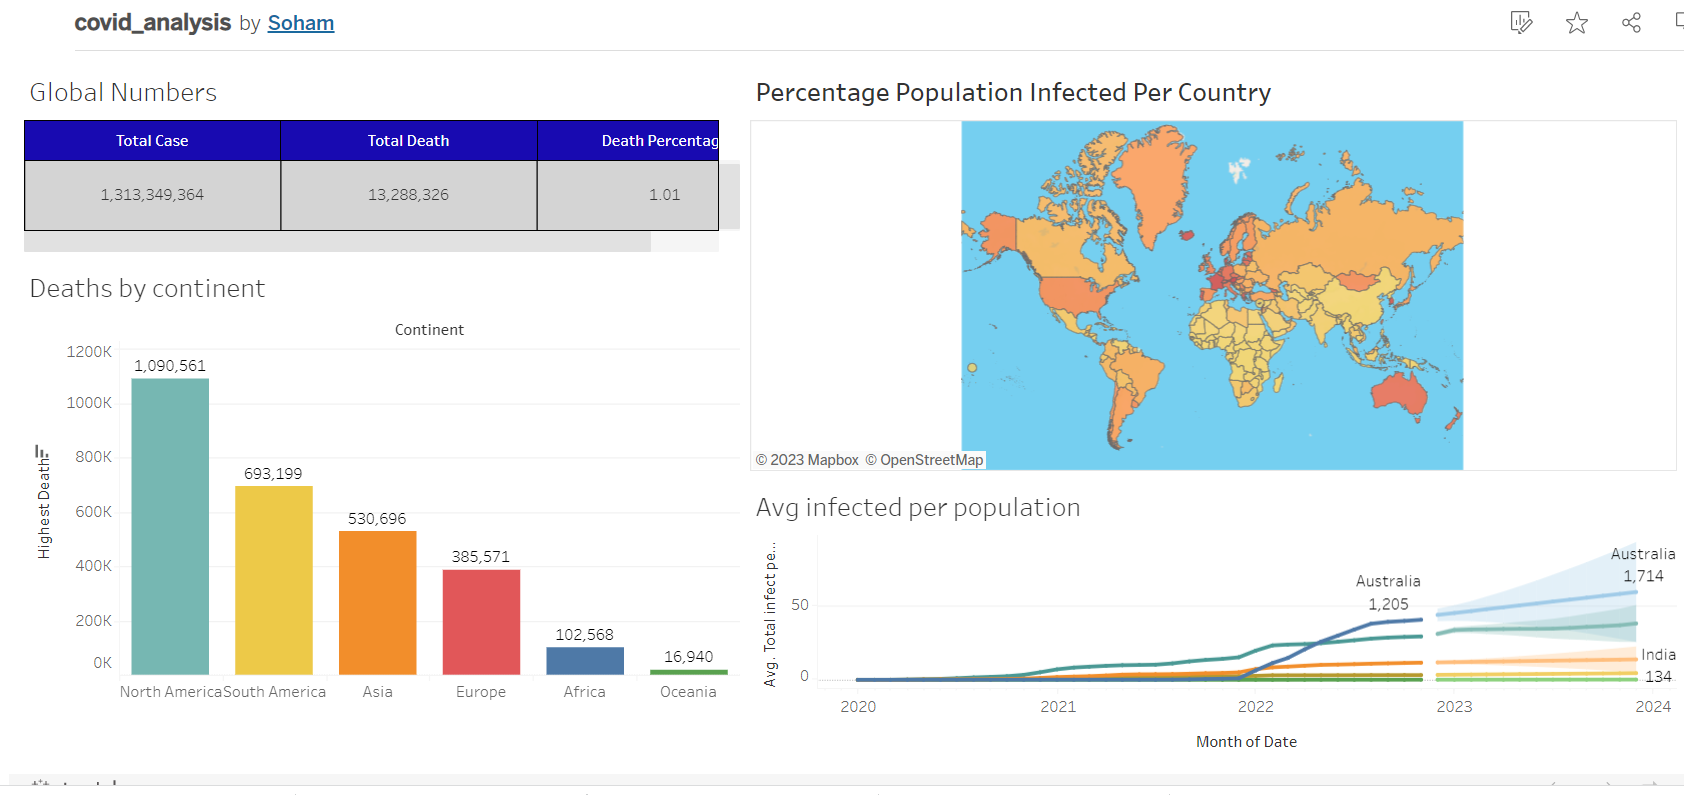 covid_analysis by Soham
Global Numbers
Total Case Total Death Death Percentag
1,313,349,364 13,288,326 1.01
Deaths by continent
Continent
Highest Death
1200K
1000K
800K
600K
400K
200K
0K
1,090,561
693,199
530,696
385,571
102,568
16,940
North America South America Asia Europe Africa Oceania
Percentage Population Infected Per Country
© 2023 Mapbox © OpenStreetMap
Avg infected per population
Avg. Total infect pe...
50
0
Australia
1,205
Australia
1,714
India
134
2020 2021 2022 2023 2024
Month of Date